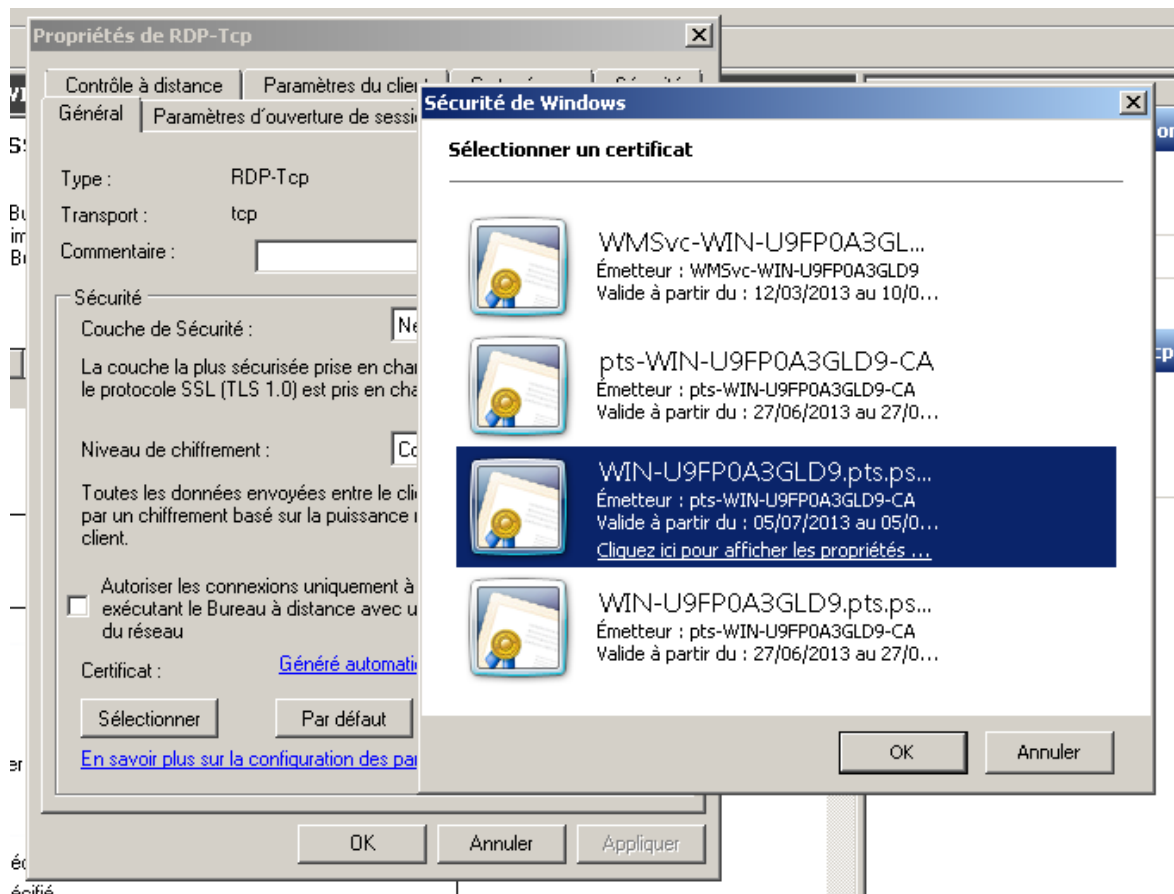 Propriétés de RDP-Tcp
Contrôle à distance
Paramètres du
Général
Paramètres d'ouverture de
Type :
RDP-Tcp
Transport :
tcp
Commentaire :
Sécurité
Couche de Sécurité :
La couche la plus sécurisée prise en
le protocole SSL (TLS 1.0) est pris en
Niveau de chiffrement :
Toutes les données envoyées entre le
par un chiffrement basé sur la puissance
client.
Autoriser les connexions uniquement à
exécutant le Bureau à distance avec
du réseau
Certificat :
Généré
Sélectionner
Par défaut
En savoir plus sur la configuration des
OK
Annuler
Appliquer
Sécurité de Windows
Sélectionner un certificat
WMSvc-WIN-U9FP0A3GL...
Émetteur : WMSvc-WIN-U9FP0A3GLD9
Valide à partir du : 12/03/2013 au 10/0...
pts-WIN-U9FP0A3GLD9-CA
Émetteur : pts-WIN-U9FP0A3GLD9-CA
Valide à partir du : 27/06/2013 au 27/0...
WIN-U9FP0A3GLD9.pts.ps...
Émetteur : pts-WIN-U9FP0A3GLD9-CA
Valide à partir du : 05/07/2013 au 05/0...
Cliquez ici pour afficher les propriétés ...
WIN-U9FP0A3GLD9.pts.ps...
Émetteur : pts-WIN-U9FP0A3GLD9-CA
Valide à partir du : 27/06/2013 au 27/0...
OK
Annuler